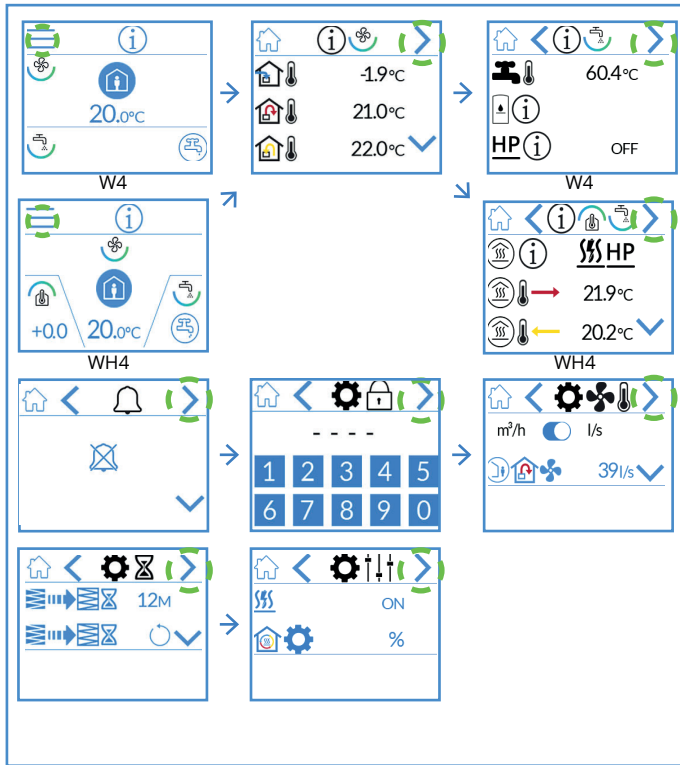 20.0°C
W4
-1.9°C
21.0°C
22.0°C
60.4°C
HP OFF
W4
+0.0 20.0°C
WH4
HP
21.9°C
20.2°C
WH4
- - - -
1 2 3 4 5
6 7 8 9 0
m³/h l/s
39 l/s
12M
ON
%